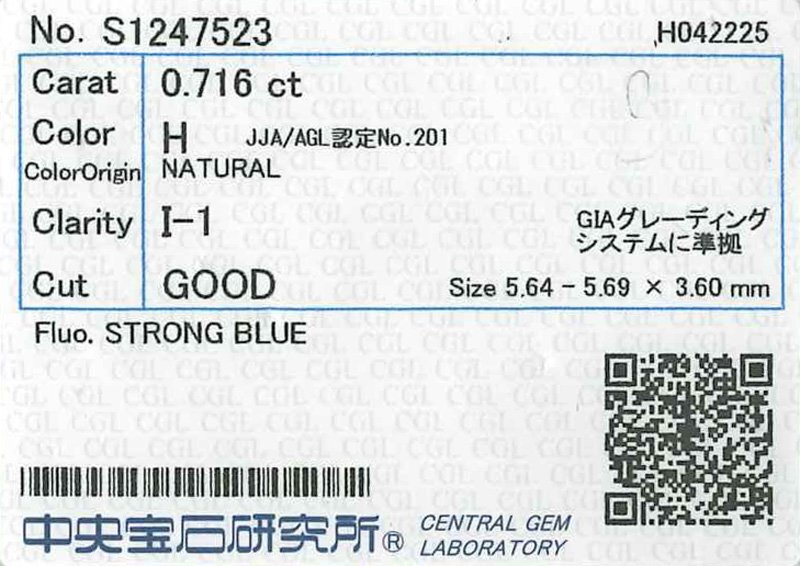 No. S1247523 H042225
Carat 0.716 ct
Color H JJA/AGL認定No.201
ColorOrigin NATURAL
Clarity I-1 GIAグレーディング
システムに準拠
Cut GOOD Size 5.64 - 5.69 × 3.60 mm
Fluo. STRONG BLUE
中央宝石研究所® CENTRAL GEM
LABORATORY